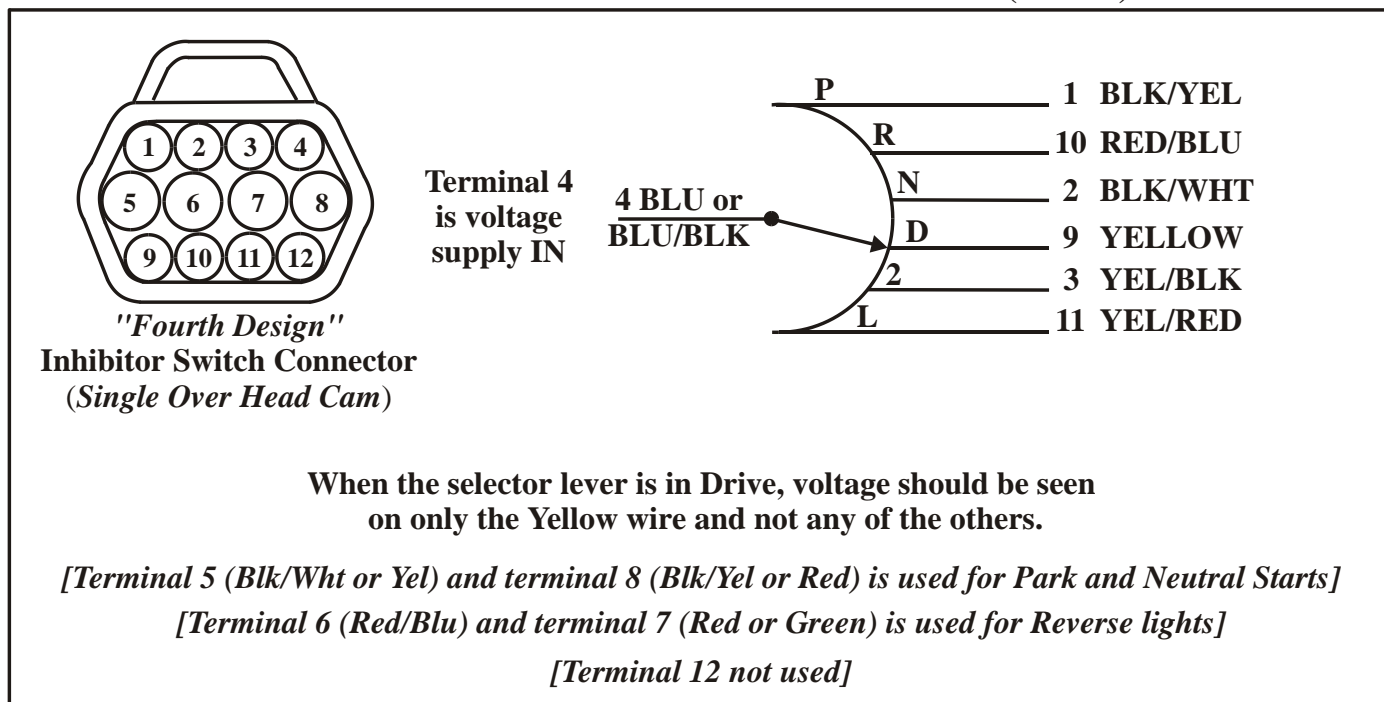 1 2 3 4
5 6 7 8
9 10 11 12
"Fourth Design"
Inhibitor Switch Connector
(Single Over Head Cam)
Terminal 4
is voltage
supply IN
4 BLU or
BLU/BLK
P 1 BLK/YEL
R 10 RED/BLU
N 2 BLK/WHT
D 9 YELLOW
2 3 YEL/BLK
L 11 YEL/RED
When the selector lever is in Drive, voltage should be seen
on only the Yellow wire and not any of the others.
[Terminal 5 (Blk/Wht or Yel) and terminal 8 (Blk/Yel or Red) is used for Park and Neutral Starts]
[Terminal 6 (Red/Blu) and terminal 7 (Red or Green) is used for Reverse lights]
[Terminal 12 not used]